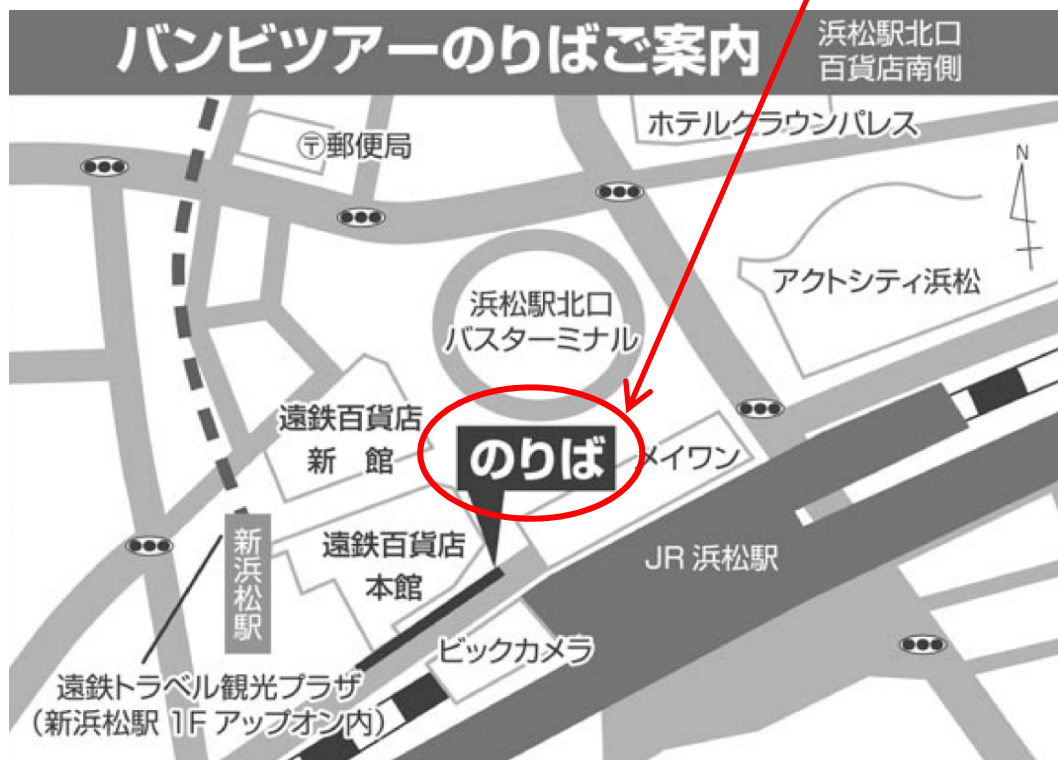 バンビツアーのりばご案内
浜松駅北口
百貨店南側
〒郵便局
ホテルクラウンパレス
N
アクトシティ浜松
浜松駅北口
バスターミナル
遠鉄百貨店
新 館
のりば
メイワン
新浜松駅
遠鉄百貨店
本館
JR 浜松駅
ビックカメラ
遠鉄トラベル観光プラザ
(新浜松駅 1F アップオン内)